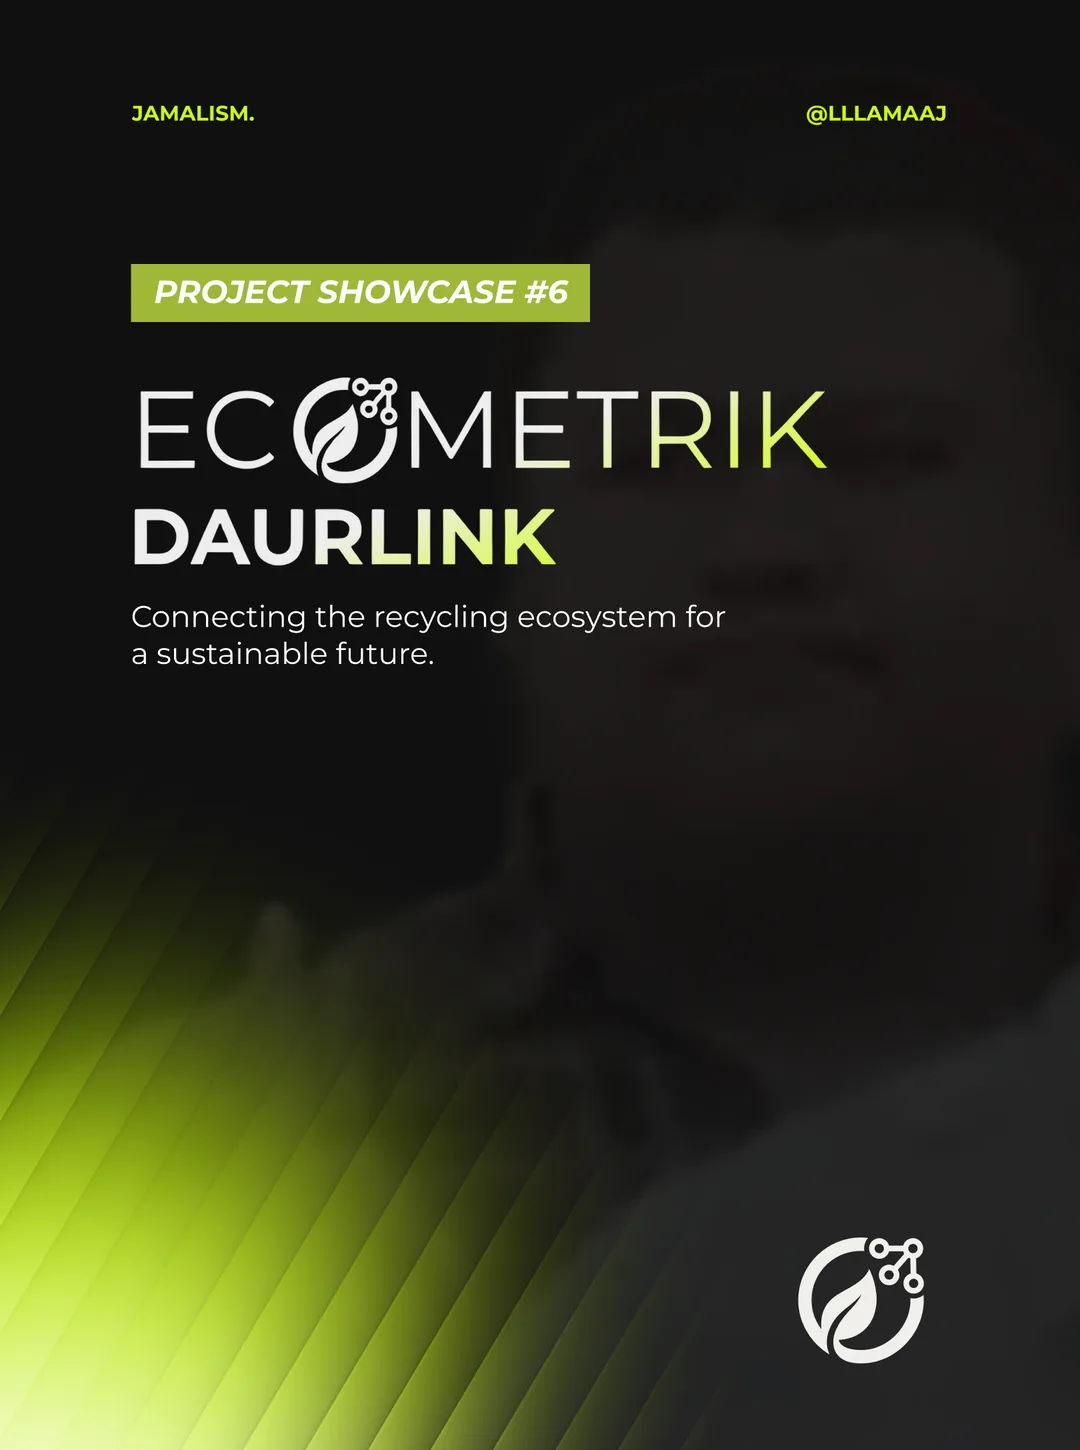 JAMALISM.
@LLLAMAAJ
PROJECT SHOWCASE #6
ECOMETRIK
DAURLINK
Connecting the recycling ecosystem for
a sustainable future.